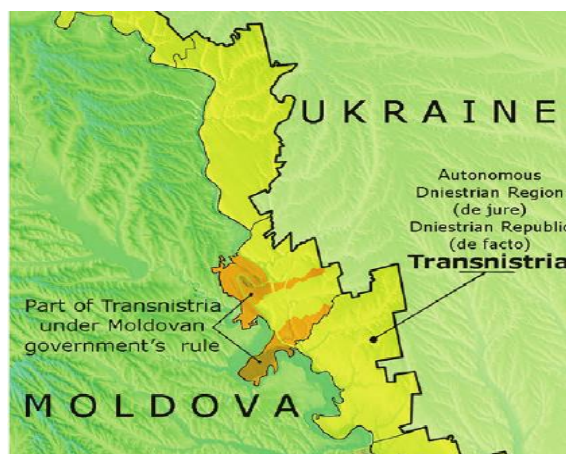 UKRAINE
Autonomous
Dniestrian Region
(de jure)
Dniestrian Republic
(de facto)
Transnistria
Part of Transnistria
under Moldovan
government's rule
MOLDOVA